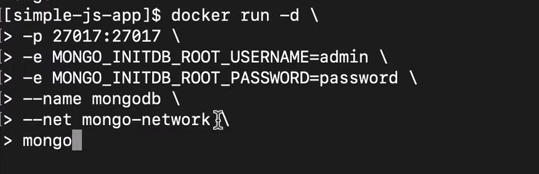 [[simple-js-app]$ docker run -d \
[> -p 27017:27017 \
[> -e MONGO_INITDB_ROOT_USERNAME=admin \
[> -e MONGO_INITDB_ROOT_PASSWORD=password \
[> --name mongodb \
[> --net mongo-network \
> mongo